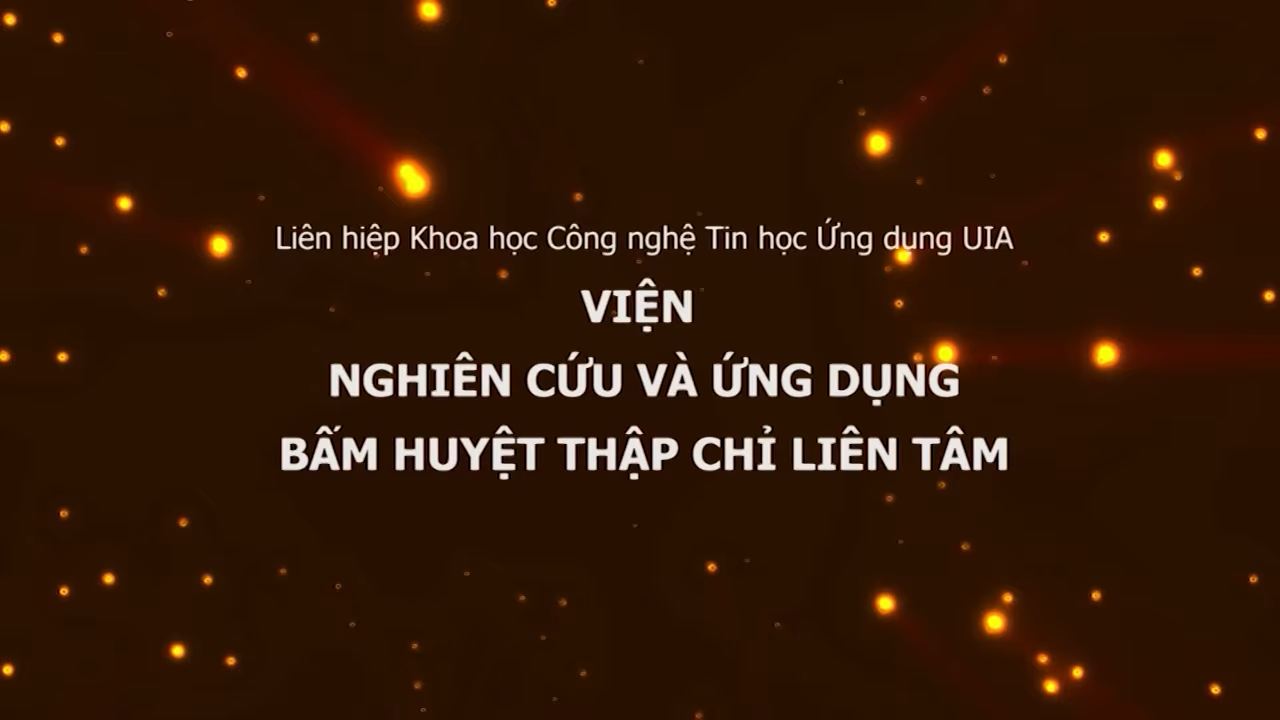 Liên hiệp Khoa học Công nghệ Tin học Ứng dụng UIA
VIỆN
NGHIÊN CỨU VÀ ỨNG DỤNG
BẤM HUYỆT THẬP CHỈ LIÊN TÂM